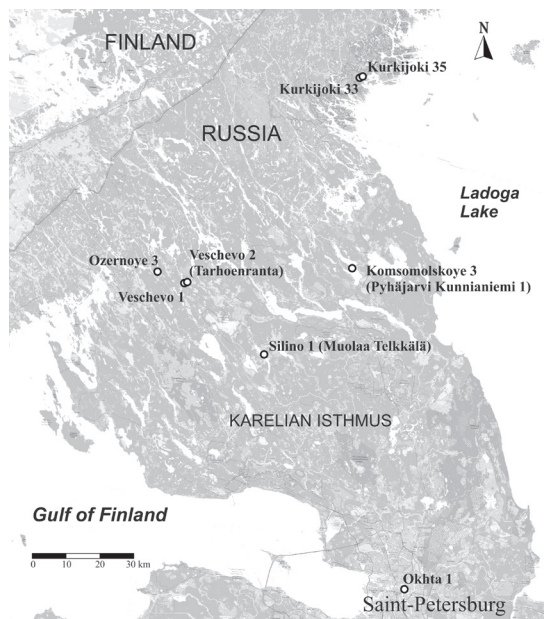 FINLAND
N
Kurkijoki 35
Kurkijoki 33
RUSSIA
Ladoga
Lake
Ozernoye 3
Veschevo 2
(Tarhoenranta)
Veschevo 1
Komsomolskoye 3
(Pyhäjarvi Kunnianiemi 1)
Silino 1 (Muolaa Telkkälä)
KARELIAN ISTHMUS
Gulf of Finland
0 10 20 30 km
Okhta 1
Saint-Petersburg